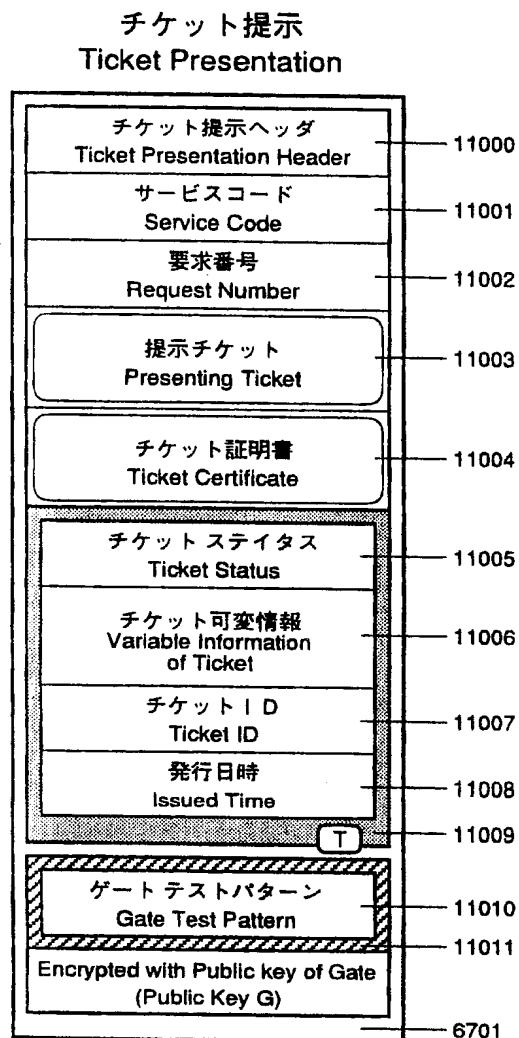 チケット提示
Ticket Presentation
チケット提示ヘッダ
Ticket Presentation Header
11000
サービスコード
Service Code
11001
要求番号
Request Number
11002
提示チケット
Presenting Ticket
11003
チケット証明書
Ticket Certificate
11004
チケット ステイタス
Ticket Status
11005
チケット可変情報
Variable Information
of Ticket
11006
チケットID
Ticket ID
11007
発行日時
Issued Time
11008
T
11009
ゲート テストパターン
Gate Test Pattern
11010
11011
Encrypted with Public key of Gate
(Public Key G)
6701